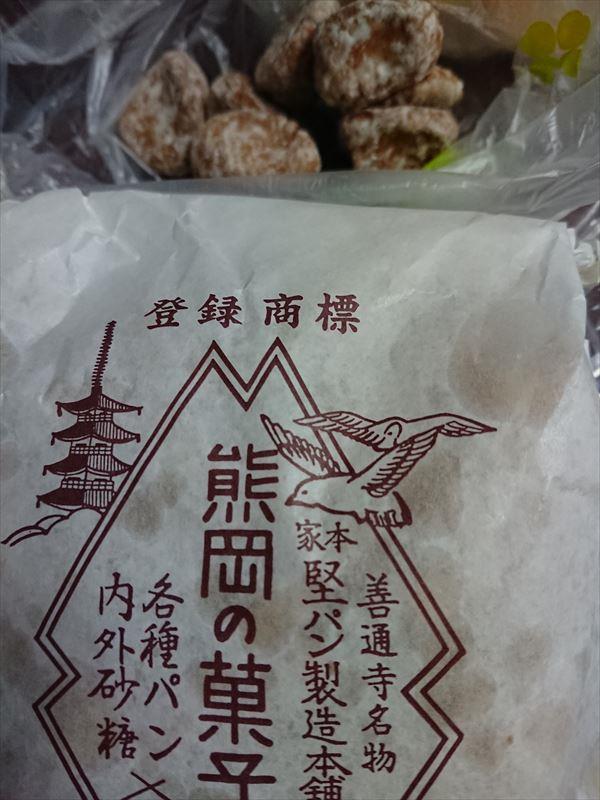 登録商標
善通寺名物
本家
堅パン製造本舗
熊岡の菓子
各種パン
内外砂糖